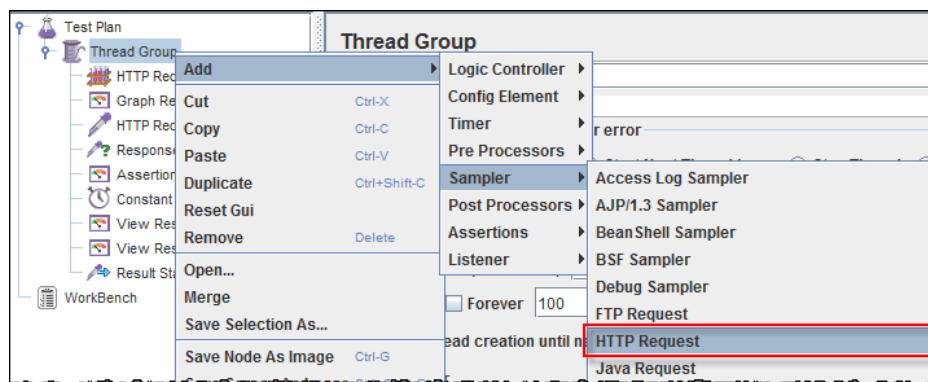 Test Plan
Thread Group
Thread Group
HTTP Req
Graph Re
HTTP Req
Response
Assertion
Constant
View Res
View Res
Result Sta
WorkBench
Add
Cut Ctrl-X
Copy Ctrl-C
Paste Ctrl-V
Duplicate Ctrl+Shift-C
Reset Gui
Remove Delete
Open...
Merge
Save Selection As...
Save Node As Image Ctrl-G
Logic Controller
Config Element
Timer
Pre Processors
Sampler
Post Processors
Assertions
Listener
r error
Forever 100
ead creation until n
Access Log Sampler
AJP/1.3 Sampler
BeanShell Sampler
BSF Sampler
Debug Sampler
FTP Request
HTTP Request
Java Request